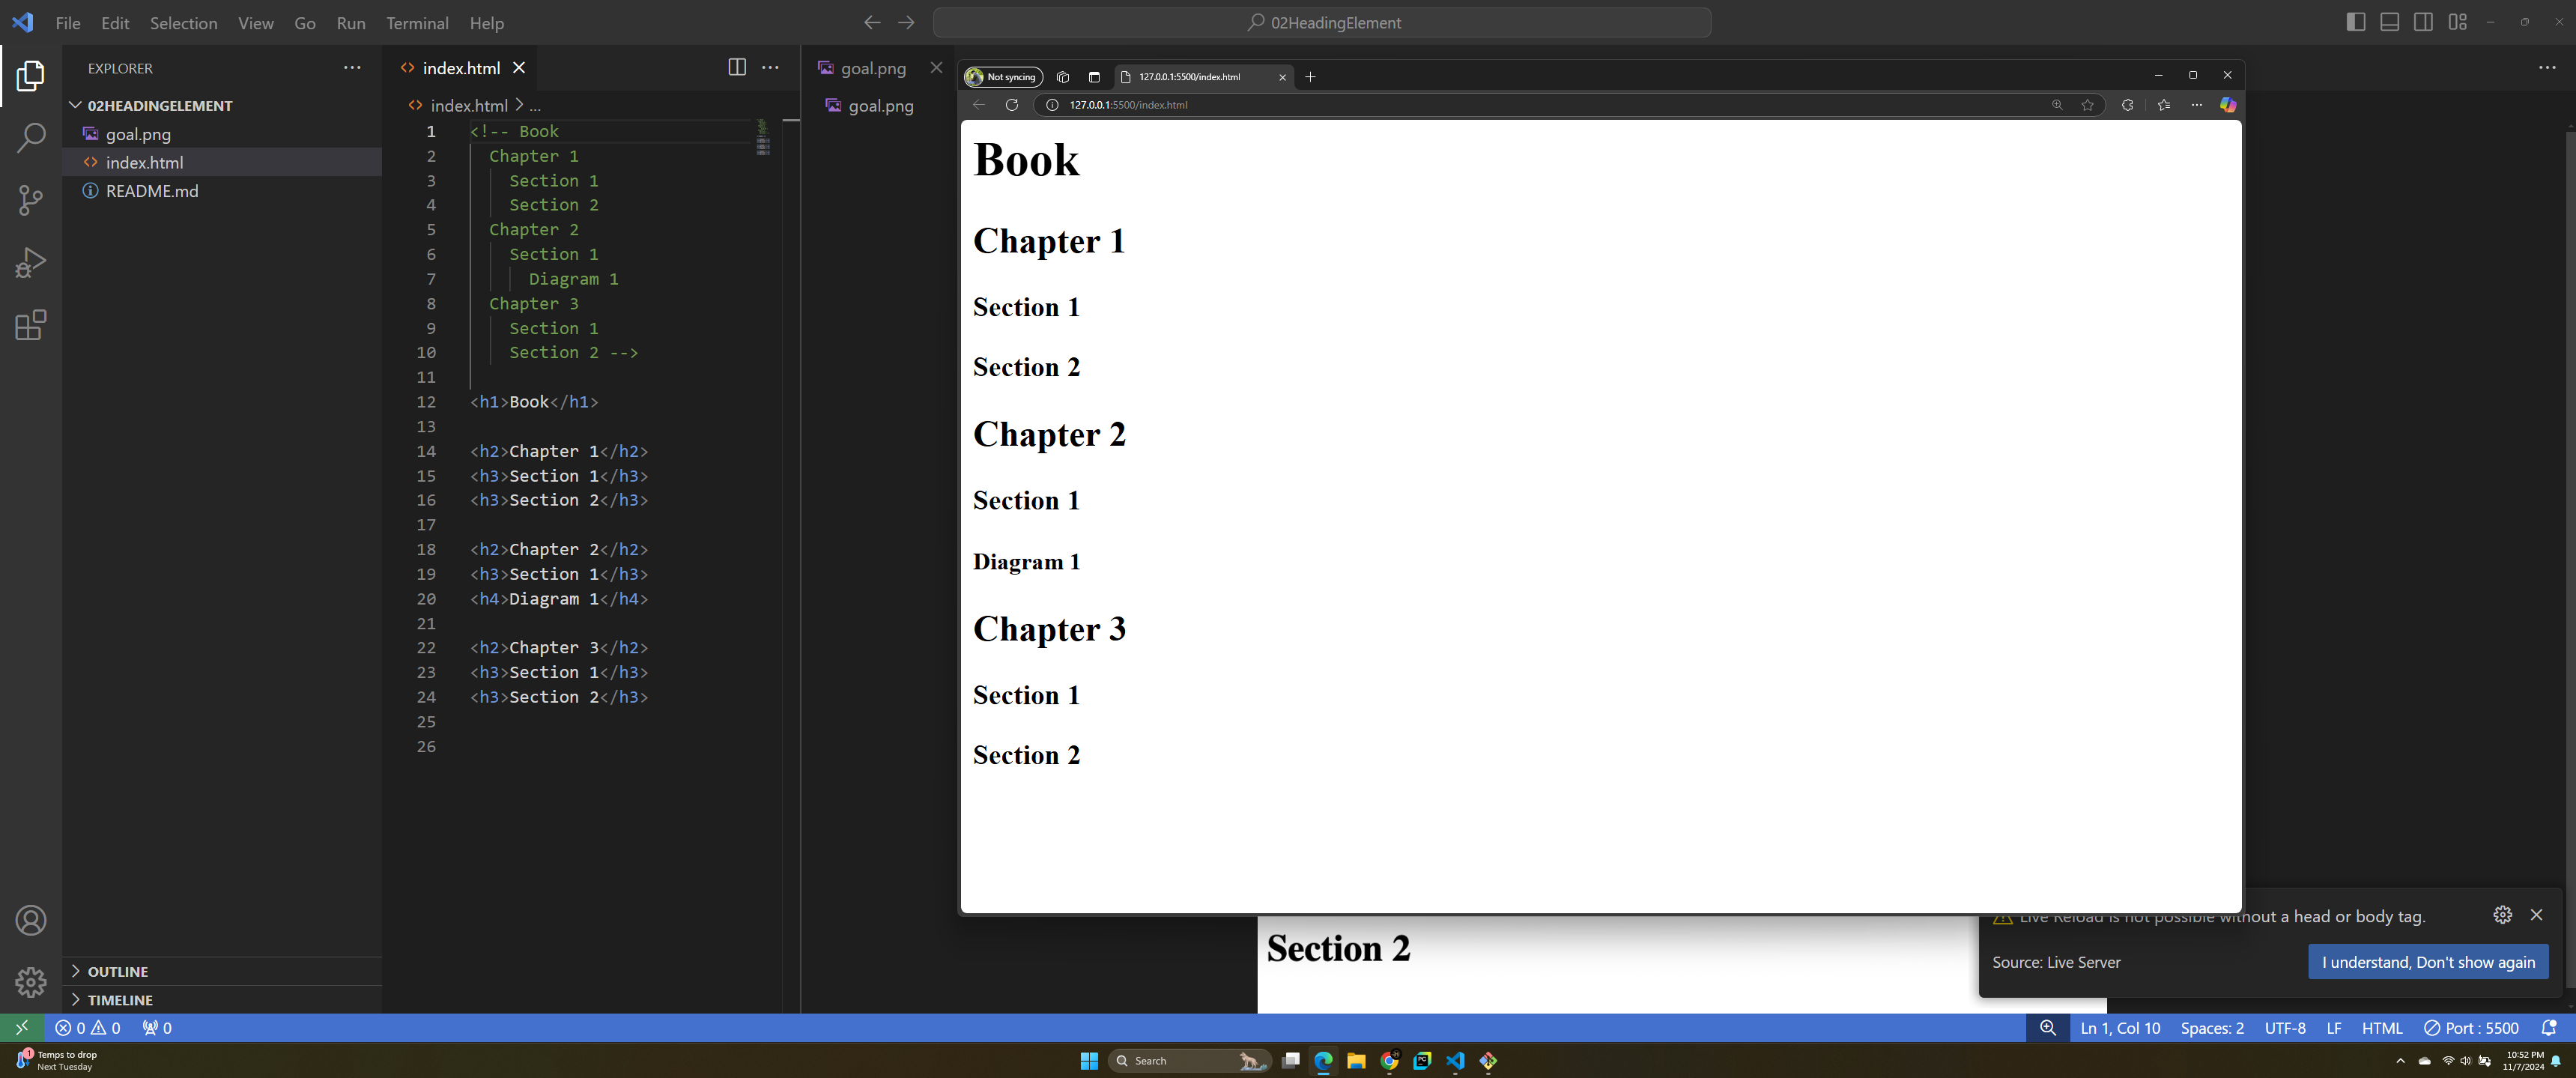 File Edit Selection View Go Run Terminal Help
02HeadingElement
EXPLORER
02HEADINGELEMENT
goal.png
index.html
README.md
OUTLINE
TIMELINE
index.html
index.html > ...
1 <!-- Book
2 Chapter 1
3 Section 1
4 Section 2
5 Chapter 2
6 Section 1
7 Diagram 1
8 Chapter 3
9 Section 1
10 Section 2 -->
11
12 <h1>Book</h1>
13
14 <h2>Chapter 1</h2>
15 <h3>Section 1</h3>
16 <h3>Section 2</h3>
17
18 <h2>Chapter 2</h2>
19 <h3>Section 1</h3>
20 <h4>Diagram 1</h4>
21
22 <h2>Chapter 3</h2>
23 <h3>Section 1</h3>
24 <h3>Section 2</h3>
25
26
goal.png
goal.png
Not syncing
127.0.0.1:5500/index.html
127.0.0.1:5500/index.html
Book
Chapter 1
Section 1
Section 2
Chapter 2
Section 1
Diagram 1
Chapter 3
Section 1
Section 2
Section 2
Live Reload is not possible without a head or body tag.
Source: Live Server
I understand, Don't show again
0 0 0
Ln 1, Col 10 Spaces: 2 UTF-8 LF HTML Port : 5500
1
Temps to drop
Next Tuesday
Search
10:52 PM
11/7/2024